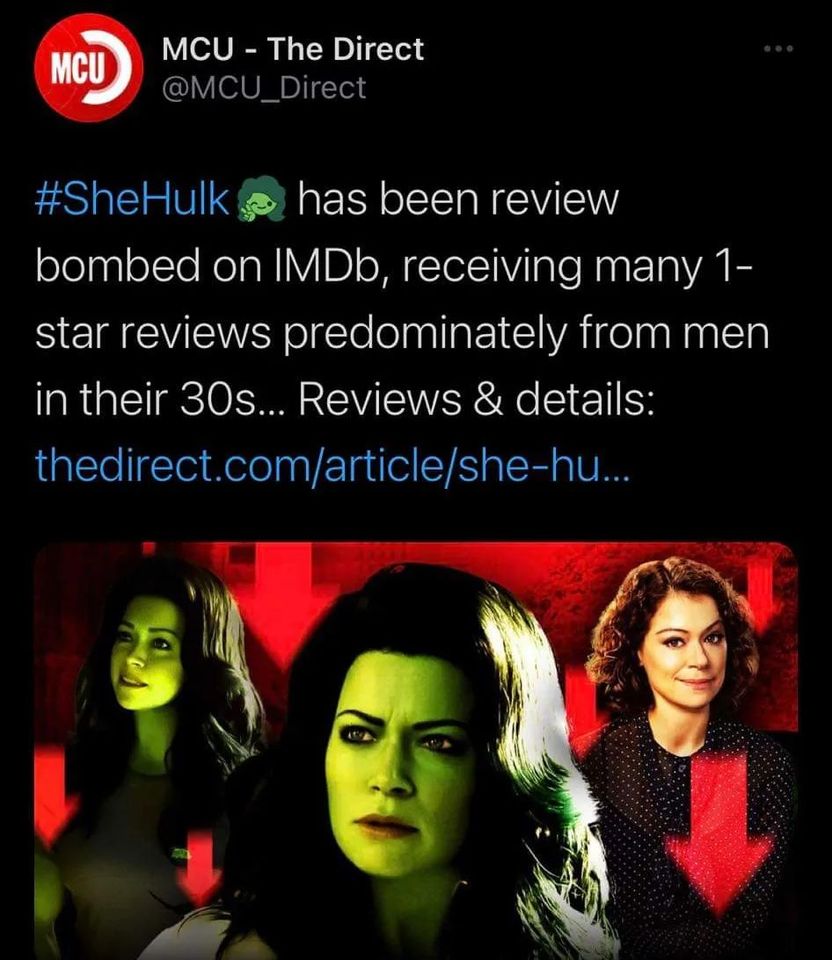 MCU
MCU - The Direct
@MCU_Direct
#SheHulk has been review
bombed on IMDb, receiving many 1-
star reviews predominately from men
in their 30s... Reviews & details:
thedirect.com/article/she-hu...